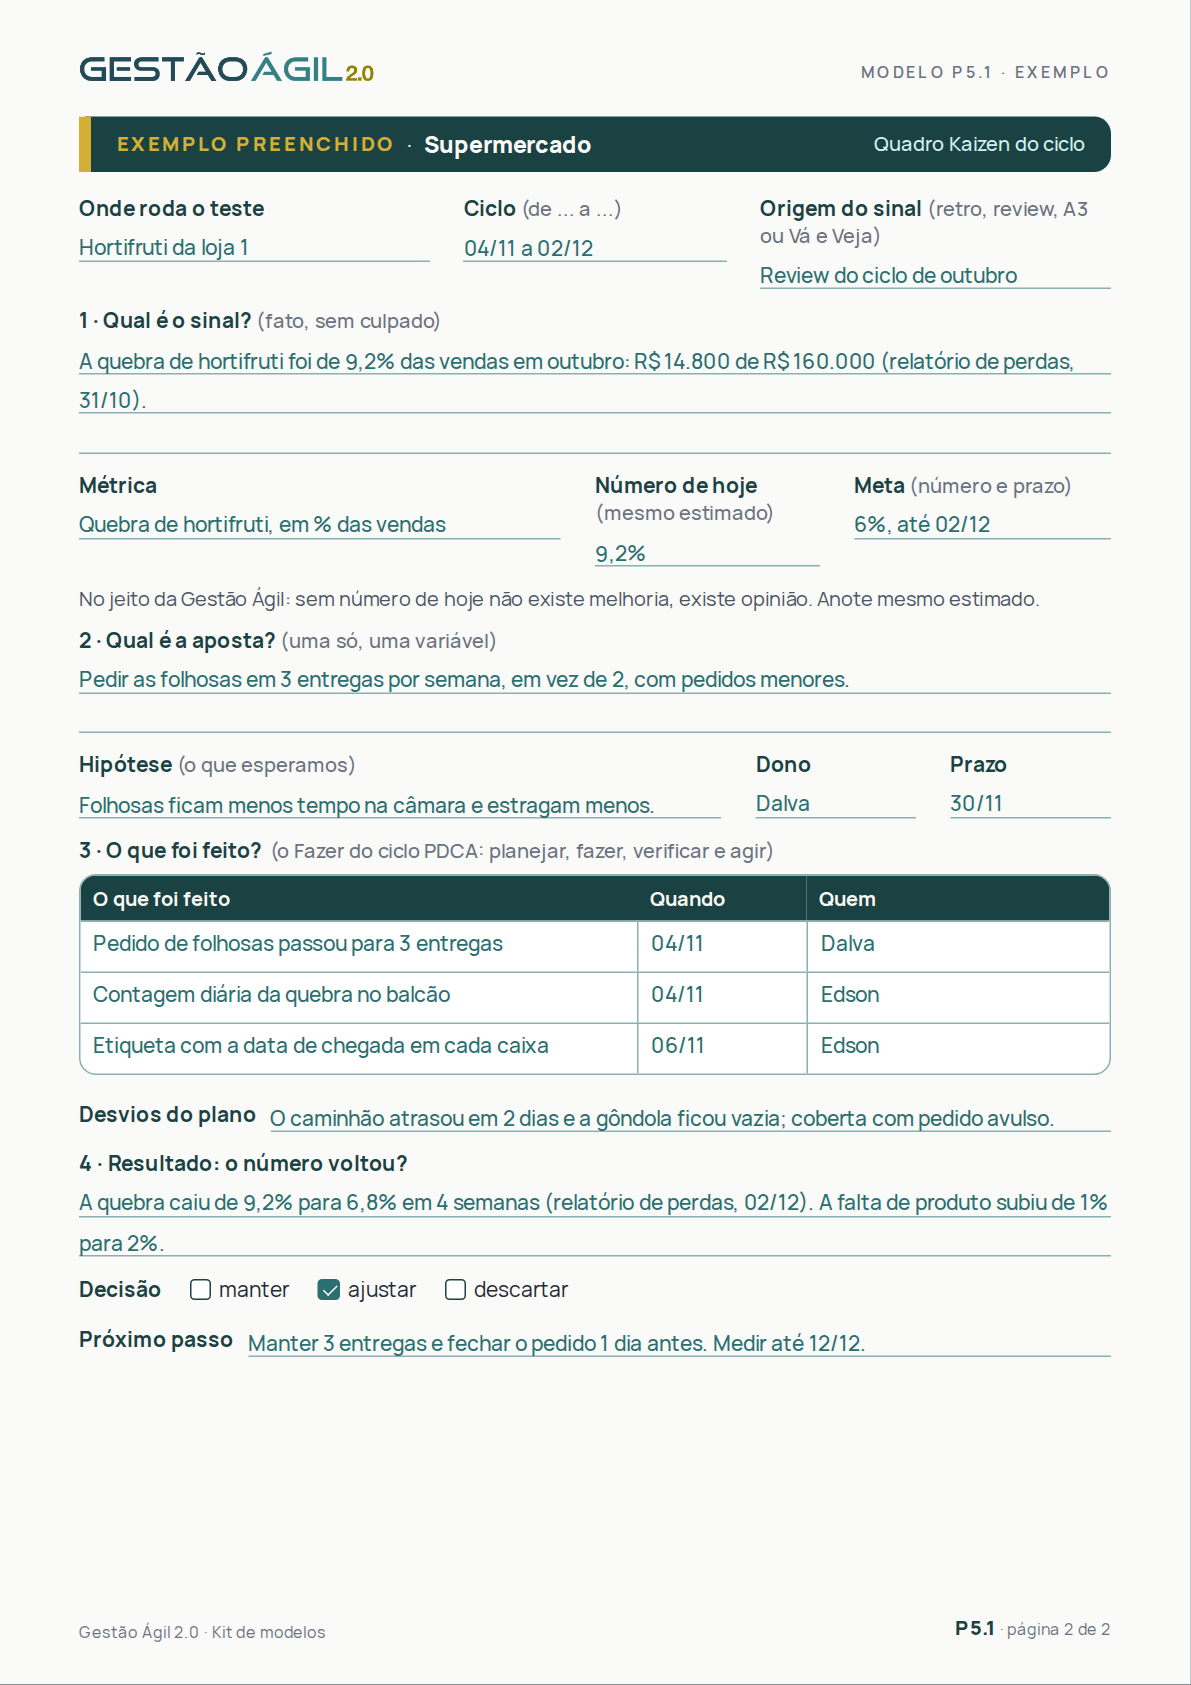 GESTÃOÁGIL2.0
MODELO P5.1 · EXEMPLO
EXEMPLO PREENCHIDO · Supermercado
Quadro Kaizen do ciclo
Onde roda o teste
Hortifruti da loja 1
Ciclo (de ... a ...)
04/11 a 02/12
Origem do sinal (retro, review, A3
ou Vá e Veja)
Review do ciclo de outubro
1 · Qual é o sinal? (fato, sem culpado)
A quebra de hortifruti foi de 9,2% das vendas em outubro: R$ 14.800 de R$ 160.000 (relatório de perdas,
31/10).
Métrica
Quebra de hortifruti, em % das vendas
Número de hoje
(mesmo estimado)
9,2%
Meta (número e prazo)
6%, até 02/12
No jeito da Gestão Ágil: sem número de hoje não existe melhoria, existe opinião. Anote mesmo estimado.
2 · Qual é a aposta? (uma só, uma variável)
Pedir as folhosas em 3 entregas por semana, em vez de 2, com pedidos menores.
Hipótese (o que esperamos)
Folhosas ficam menos tempo na câmara e estragam menos.
Dono
Dalva
Prazo
30/11
3 · O que foi feito? (o Fazer do ciclo PDCA: planejar, fazer, verificar e agir)
O que foi feito Quando Quem
Pedido de folhosas passou para 3 entregas 04/11 Dalva
Contagem diária da quebra no balcão 04/11 Edson
Etiqueta com a data de chegada em cada caixa 06/11 Edson
Desvios do plano O caminhão atrasou em 2 dias e a gôndola ficou vazia; coberta com pedido avulso.
4 · Resultado: o número voltou?
A quebra caiu de 9,2% para 6,8% em 4 semanas (relatório de perdas, 02/12). A falta de produto subiu de 1%
para 2%.
Decisão manter ajustar descartar
Próximo passo Manter 3 entregas e fechar o pedido 1 dia antes. Medir até 12/12.
Gestão Ágil 2.0 · Kit de modelos
P5.1 · página 2 de 2